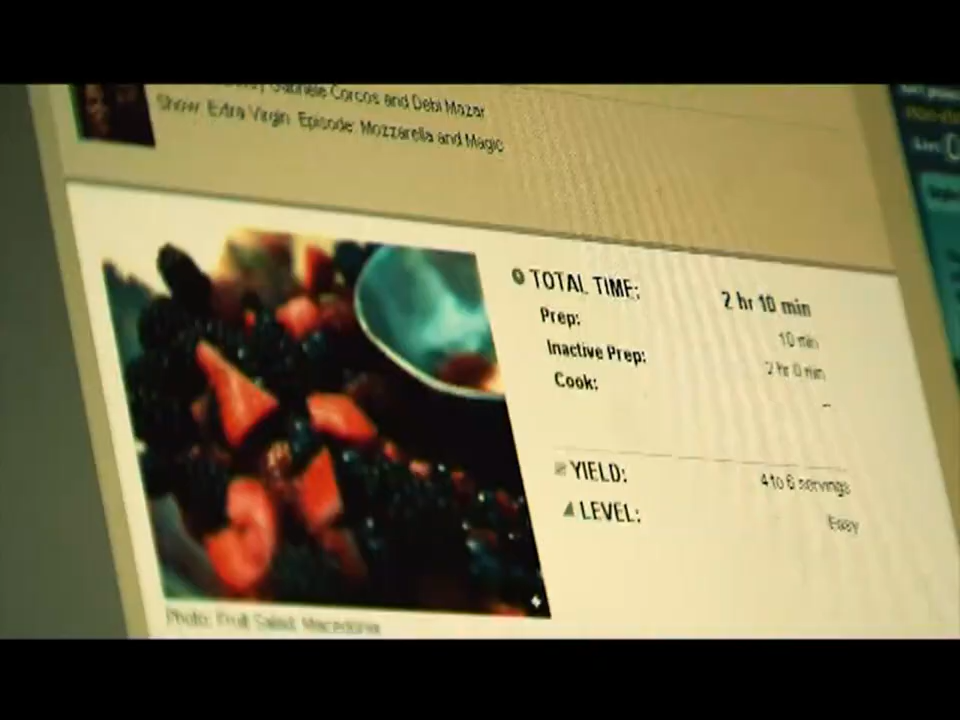 Gabriele Corcos and Debi Mazar
Show: Extra Virgin Episode: Mozzarella and Magic
TOTAL TIME: 2 hr 10 min
Prep: 10 min
Inactive Prep: 2 hr 0 min
Cook: --
YIELD: 4 to 6 servings
LEVEL: Easy
Photo: Fruit Salad: Macedonia